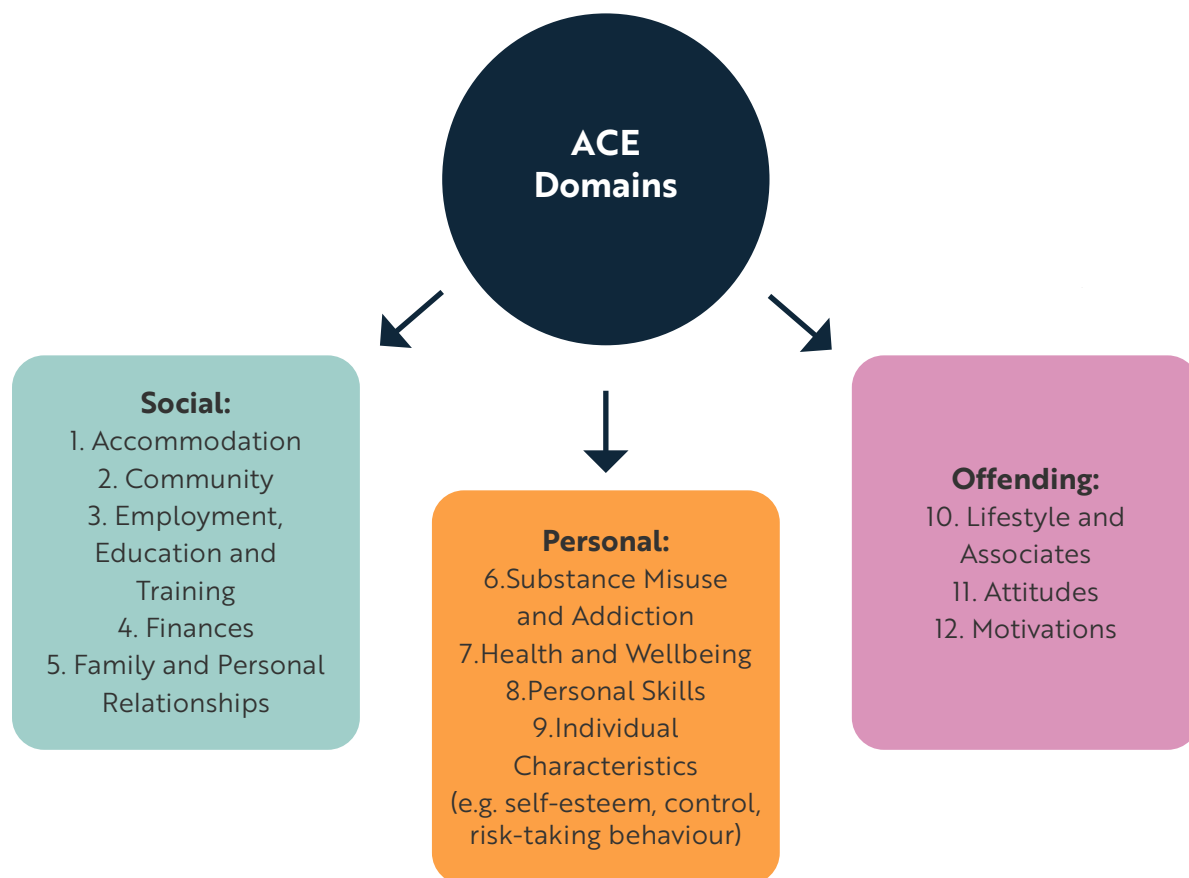 ACE
Domains
Social:
1. Accommodation
2. Community
3. Employment,
Education and
Training
4. Finances
5. Family and Personal
Relationships
Personal:
6.Substance Misuse
and Addiction
7.Health and Wellbeing
8.Personal Skills
9.Individual
Characteristics
(e.g. self-esteem, control,
risk-taking behaviour)
Offending:
10. Lifestyle and
Associates
11. Attitudes
12. Motivations